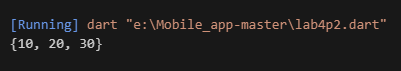 [Running] dart "e:\Mobile_app-master\lab4p2.dart"
{10, 20, 30}